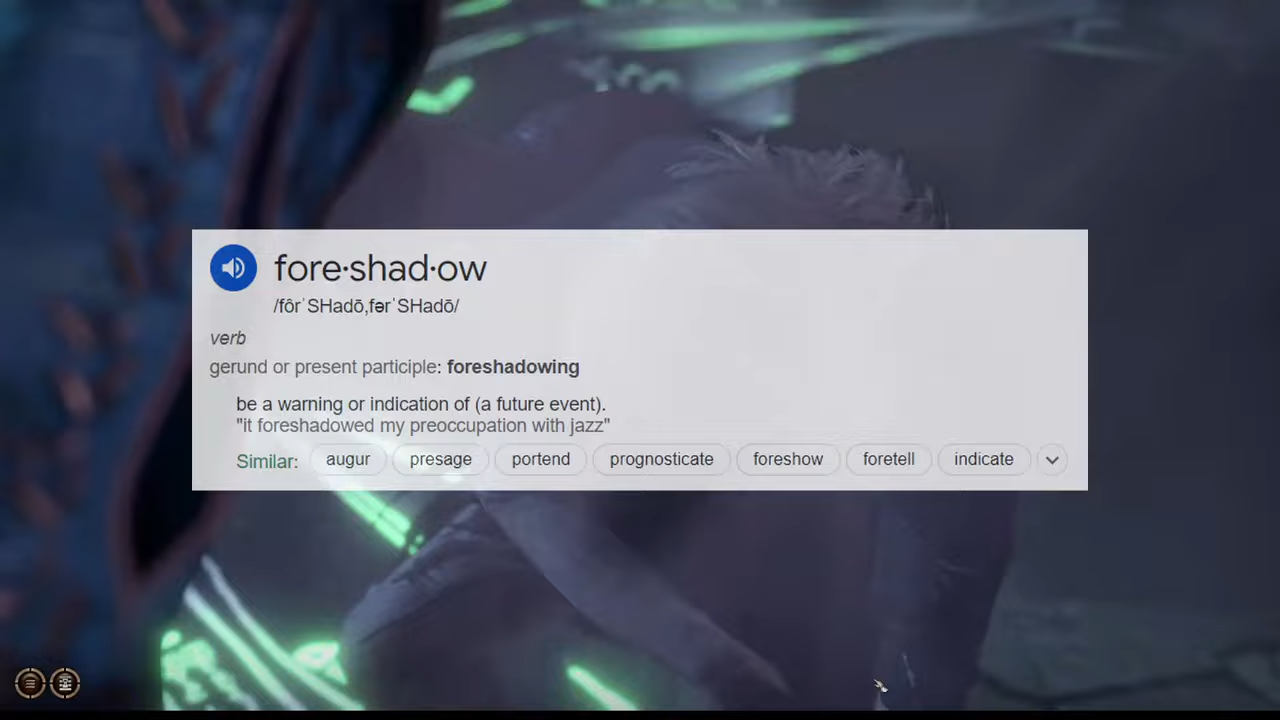 fore·shad·ow
/fôrˈSHadō,fərˈSHadō/
verb
gerund or present participle: foreshadowing
be a warning or indication of (a future event).
"it foreshadowed my preoccupation with jazz"
Similar: augur presage portend prognosticate foreshow foretell indicate